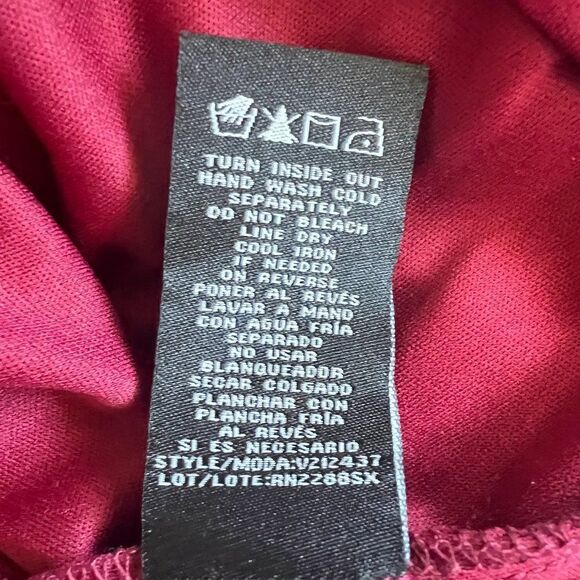 TURN INSIDE OUT
HAND WASH COLD
SEPARATELY
DO NOT BLEACH
LINE DRY
COOL IRON
IF NEEDED
ON REVERSE
PONER AL REVÉS
LAVAR A MANO
CON AGUA FRÍA
SEPARADO
NO USAR
BLANQUEADOR
SECAR COLGADO
PLANCHAR CON
PLANCHA FRÍA
AL REVÉS
SI ES NECESARIO
STYLE/MODA:V212437
LOT/LOTE:RN2288SX